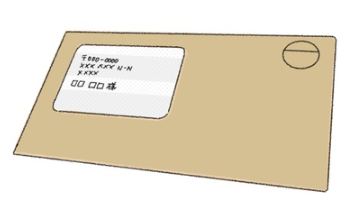 〒000-0000
XXX XXX N-N
XXXX
□□ □□ 様